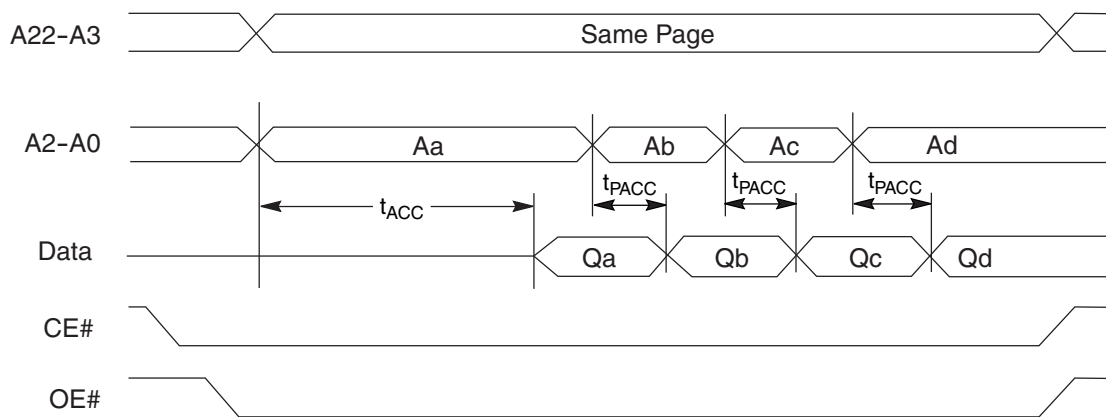 A22-A3 Same Page
A2-A0 Aa Ab Ac Ad
tACC tPACC tPACC tPACC
Data Qa Qb Qc Qd
CE#
OE#